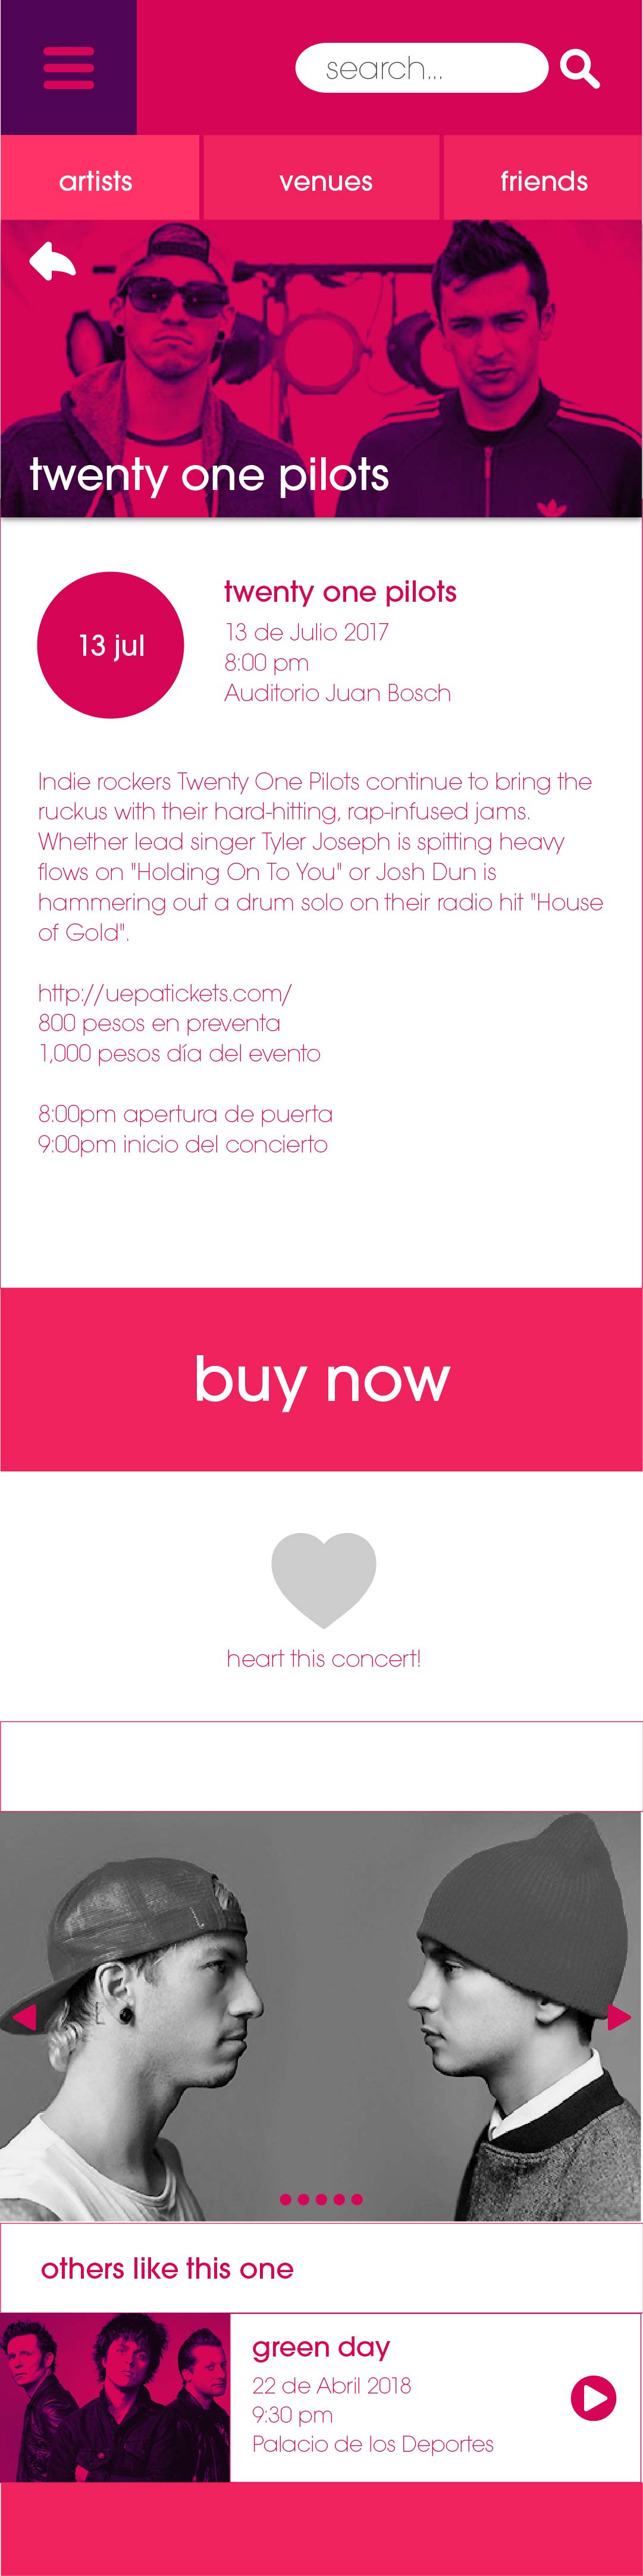 search...
artists
venues
friends
twenty one pilots
13 jul
twenty one pilots
13 de Julio 2017
8:00 pm
Auditorio Juan Bosch
Indie rockers Twenty One Pilots continue to bring the
ruckus with their hard-hitting, rap-infused jams.
Whether lead singer Tyler Joseph is spitting heavy
flows on "Holding On To You" or Josh Dun is
hammering out a drum solo on their radio hit "House
of Gold".
http://uepatickets.com/
800 pesos en preventa
1,000 pesos día del evento
8:00pm apertura de puerta
9:00pm inicio del concierto
buy now
heart this concert!
others like this one
green day
22 de Abril 2018
9:30 pm
Palacio de los Deportes